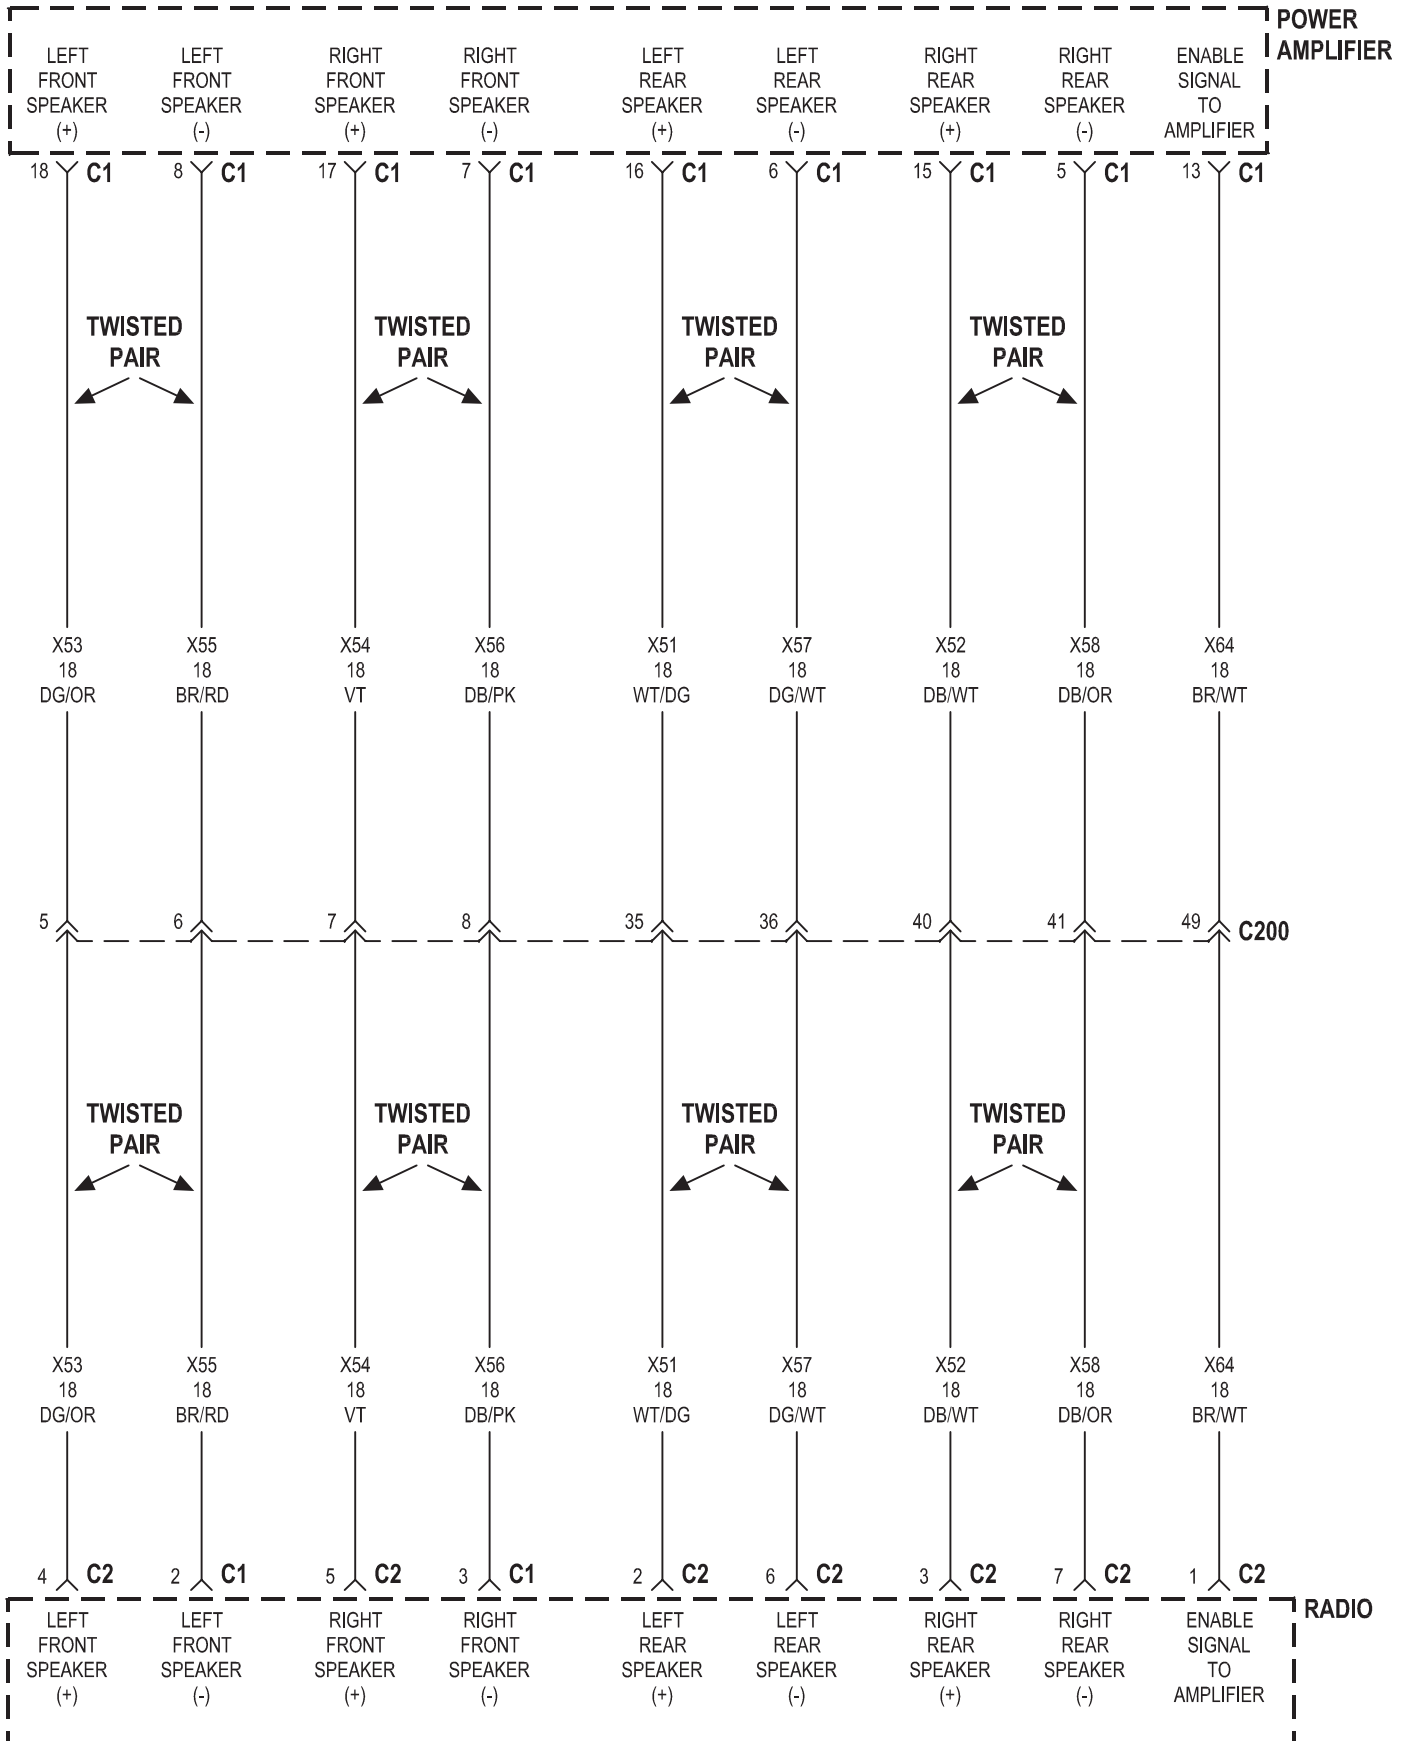 POWER
AMPLIFIER
LEFT FRONT SPEAKER (+)
LEFT FRONT SPEAKER (-)
RIGHT FRONT SPEAKER (+)
RIGHT FRONT SPEAKER (-)
LEFT REAR SPEAKER (+)
LEFT REAR SPEAKER (-)
RIGHT REAR SPEAKER (+)
RIGHT REAR SPEAKER (-)
ENABLE SIGNAL TO AMPLIFIER
18 C1 8 C1 17 C1 7 C1 16 C1 6 C1 15 C1 5 C1 13 C1
TWISTED TWISTED TWISTED TWISTED
PAIR PAIR PAIR PAIR
X53 X55 X54 X56 X51 X57 X52 X58 X64
18 18 18 18 18 18 18 18 18
DG/OR BR/RD VT DB/PK WT/DG DG/WT DB/WT DB/OR BR/WT
5 6 7 8 35 36 40 41 49 C200
TWISTED TWISTED TWISTED TWISTED
PAIR PAIR PAIR PAIR
X53 X55 X54 X56 X51 X57 X52 X58 X64
18 18 18 18 18 18 18 18 18
DG/OR BR/RD VT DB/PK WT/DG DG/WT DB/WT DB/OR BR/WT
4 C2 2 C1 5 C2 3 C1 2 C2 6 C2 3 C2 7 C2 1 C2
RADIO
LEFT FRONT SPEAKER (+)
LEFT FRONT SPEAKER (-)
RIGHT FRONT SPEAKER (+)
RIGHT FRONT SPEAKER (-)
LEFT REAR SPEAKER (+)
LEFT REAR SPEAKER (-)
RIGHT REAR SPEAKER (+)
RIGHT REAR SPEAKER (-)
ENABLE SIGNAL TO AMPLIFIER